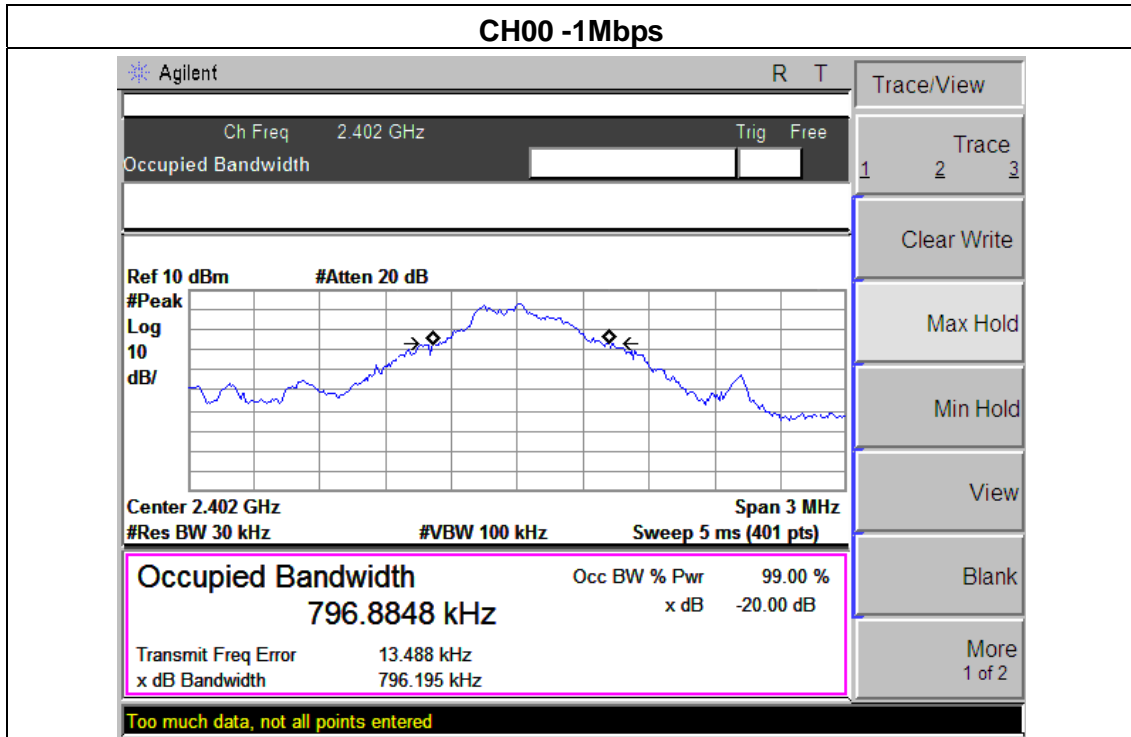 CH00 -1Mbps
Agilent R T
Ch Freq 2.402 GHz Trig Free
Occupied Bandwidth
Ref 10 dBm #Atten 20 dB
#Peak
Log
10
dB/
Center 2.402 GHz Span 3 MHz
#Res BW 30 kHz #VBW 100 kHz Sweep 5 ms (401 pts)
Occupied Bandwidth Occ BW % Pwr 99.00 %
796.8848 kHz x dB -20.00 dB
Transmit Freq Error 13.488 kHz
x dB Bandwidth 796.195 kHz
Too much data, not all points entered
Trace/View
Trace
1 2 3
Clear Write
Max Hold
Min Hold
View
Blank
More
1 of 2